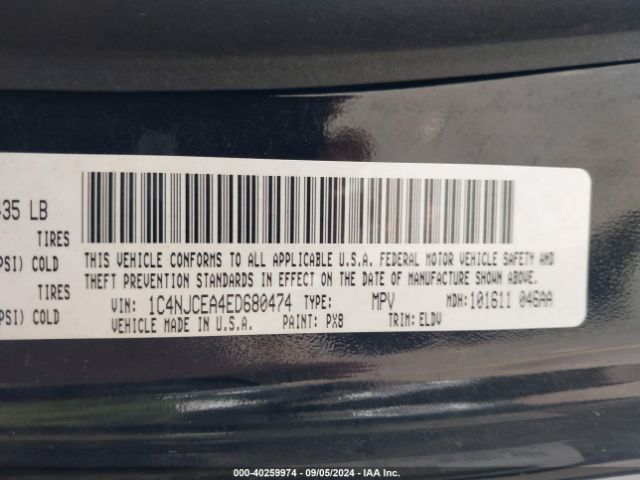 435 LB
TIRES
PSI) COLD
TIRES
PSI) COLD
THIS VEHICLE CONFORMS TO ALL APPLICABLE U.S.A. FEDERAL MOTOR VEHICLE SAFETY AND
THEFT PREVENTION STANDARDS IN EFFECT ON THE DATE OF MANUFACTURE SHOWN ABOVE.
VIN: 1C4NJCEA4ED680474 TYPE: MPV MDH:101611 046AA
VEHICLE MADE IN U.S.A. PAINT: PX8 TRIM: ELDV
000-40259974 - 09/05/2024 - IAA Inc.